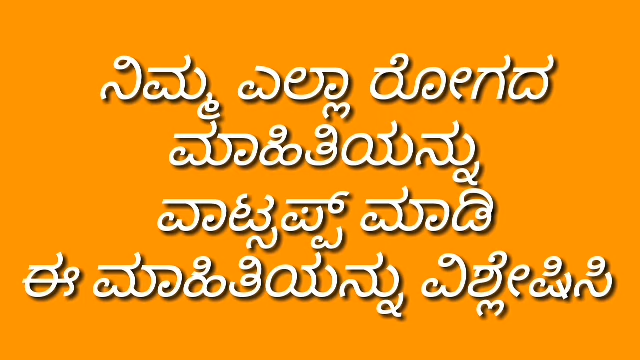 ನಿಮ್ಮ ಎಲ್ಲಾ ರೋಗದ
ಮಾಹಿತಿಯನ್ನು
ವಾಟ್ಸಪ್ಪ್ ಮಾಡಿ
ಈ ಮಾಹಿತಿಯನ್ನು ವಿಶ್ಲೇಷಿಸಿ